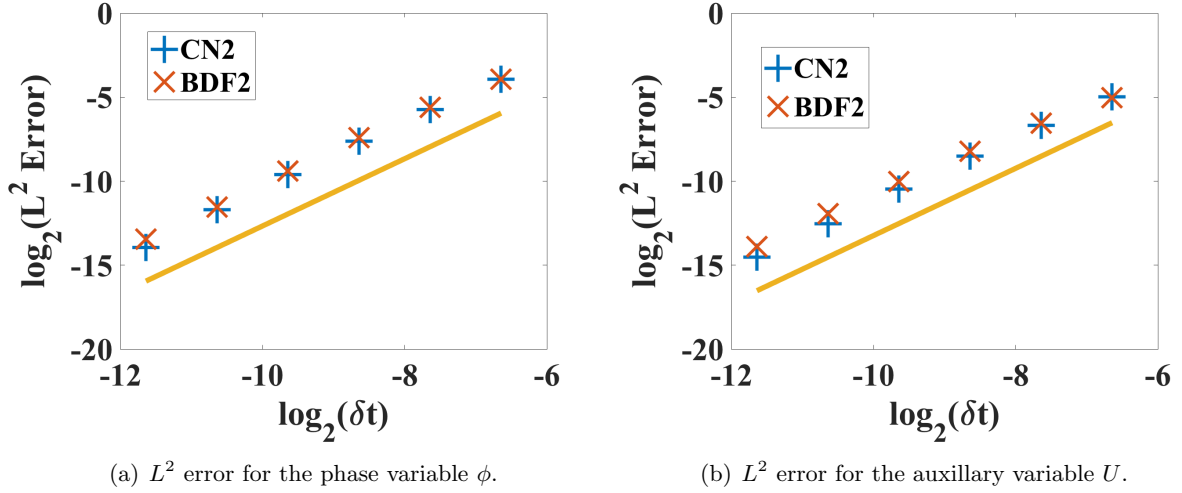 0
-5
-10
-15
-20
-12
-10
-8
-6
log₂(L² Error)
log₂(δt)
CN2
BDF2
(a) L² error for the phase variable ϕ.
0
-5
-10
-15
-20
-12
-10
-8
-6
log₂(L² Error)
log₂(δt)
CN2
BDF2
(b) L² error for the auxillary variable U.